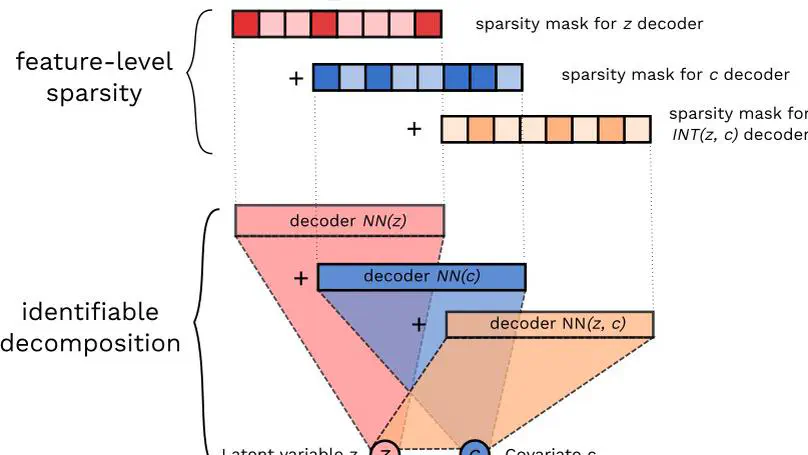 sparsity mask for z decoder
feature-level
sparsity
+
sparsity mask for c decoder
+
sparsity mask for
INT(z, c) decoder
decoder NN(z)
+
decoder NN(c)
identifiable
decomposition
+
decoder NN(z, c)
Latent variable z
z
c
Covariate c